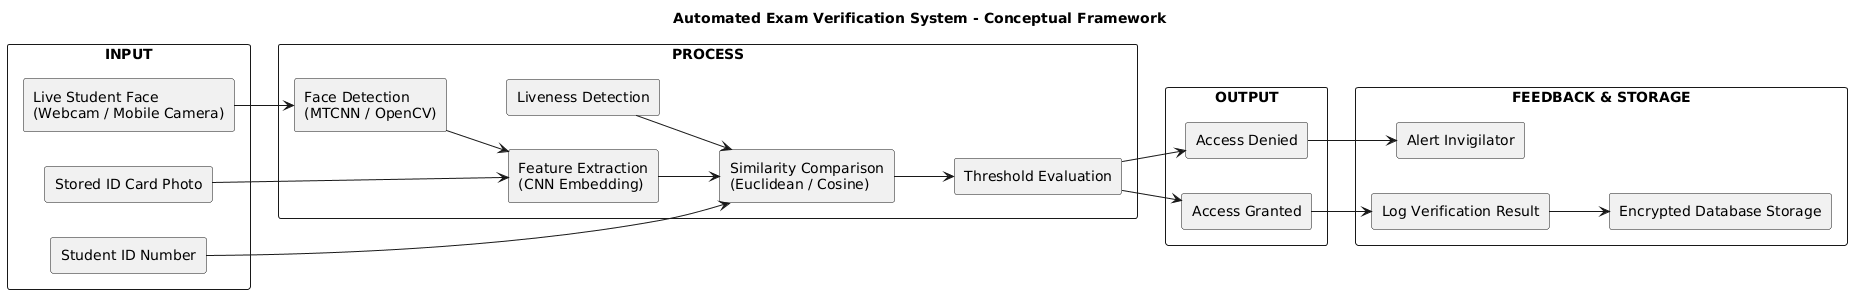 Automated Exam Verification System - Conceptual Framework
INPUT
Live Student Face
(Webcam / Mobile Camera)
Stored ID Card Photo
Student ID Number
PROCESS
Face Detection
(MTCNN / OpenCV)
Liveness Detection
Feature Extraction
(CNN Embedding)
Similarity Comparison
(Euclidean / Cosine)
Threshold Evaluation
OUTPUT
Access Denied
Access Granted
FEEDBACK & STORAGE
Alert Invigilator
Log Verification Result
Encrypted Database Storage